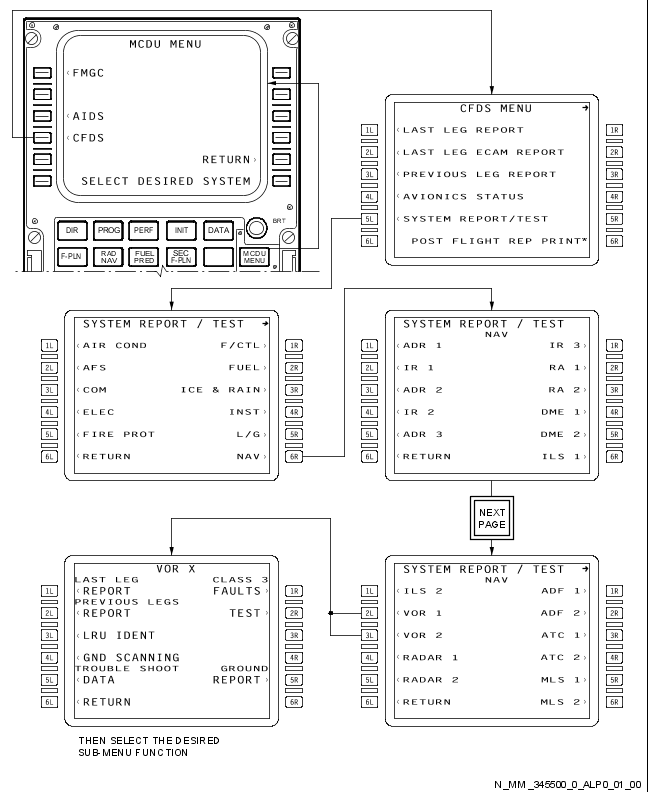 MCDU MENU
‹FMGC
‹AIDS
‹CFDS
RETURN›
SELECT DESIRED SYSTEM
DIR PROG PERF INIT DATA
BRT
F-PLN RAD NAV FUEL PRED SEC F-PLN MCDU MENU
CFDS MENU →
1L ‹LAST LEG REPORT 1R
2L ‹LAST LEG ECAM REPORT 2R
3L ‹PREVIOUS LEG REPORT 3R
4L ‹AVIONICS STATUS 4R
5L ‹SYSTEM REPORT/TEST 5R
6L POST FLIGHT REP PRINT* 6R
SYSTEM REPORT / TEST →
1L ‹AIR COND F/CTL› 1R
2L ‹AFS FUEL› 2R
3L ‹COM ICE & RAIN› 3R
4L ‹ELEC INST› 4R
5L ‹FIRE PROT L/G› 5R
6L ‹RETURN NAV› 6R
SYSTEM REPORT / TEST
NAV
1L ‹ADR 1 IR 3› 1R
2L ‹IR 1 RA 1› 2R
3L ‹ADR 2 RA 2› 3R
4L ‹IR 2 DME 1› 4R
5L ‹ADR 3 DME 2› 5R
6L ‹RETURN ILS 1› 6R
NEXT
PAGE
VOR X
LAST LEG CLASS 3
1L ‹REPORT FAULTS› 1R
PREVIOUS LEGS
2L ‹REPORT TEST› 2R
3L ‹LRU IDENT 3R
4L ‹GND SCANNING 4R
TROUBLE SHOOT GROUND
5L ‹DATA REPORT› 5R
6L ‹RETURN 6R
SYSTEM REPORT / TEST →
NAV
1L ‹ILS 2 ADF 1› 1R
2L ‹VOR 1 ADF 2› 2R
3L ‹VOR 2 ATC 1› 3R
4L ‹RADAR 1 ATC 2› 4R
5L ‹RADAR 2 MLS 1› 5R
6L ‹RETURN MLS 2› 6R
THEN SELECT THE DESIRED
SUB-MENU FUNCTION
N_MM_345500_0_ALP0_01_00